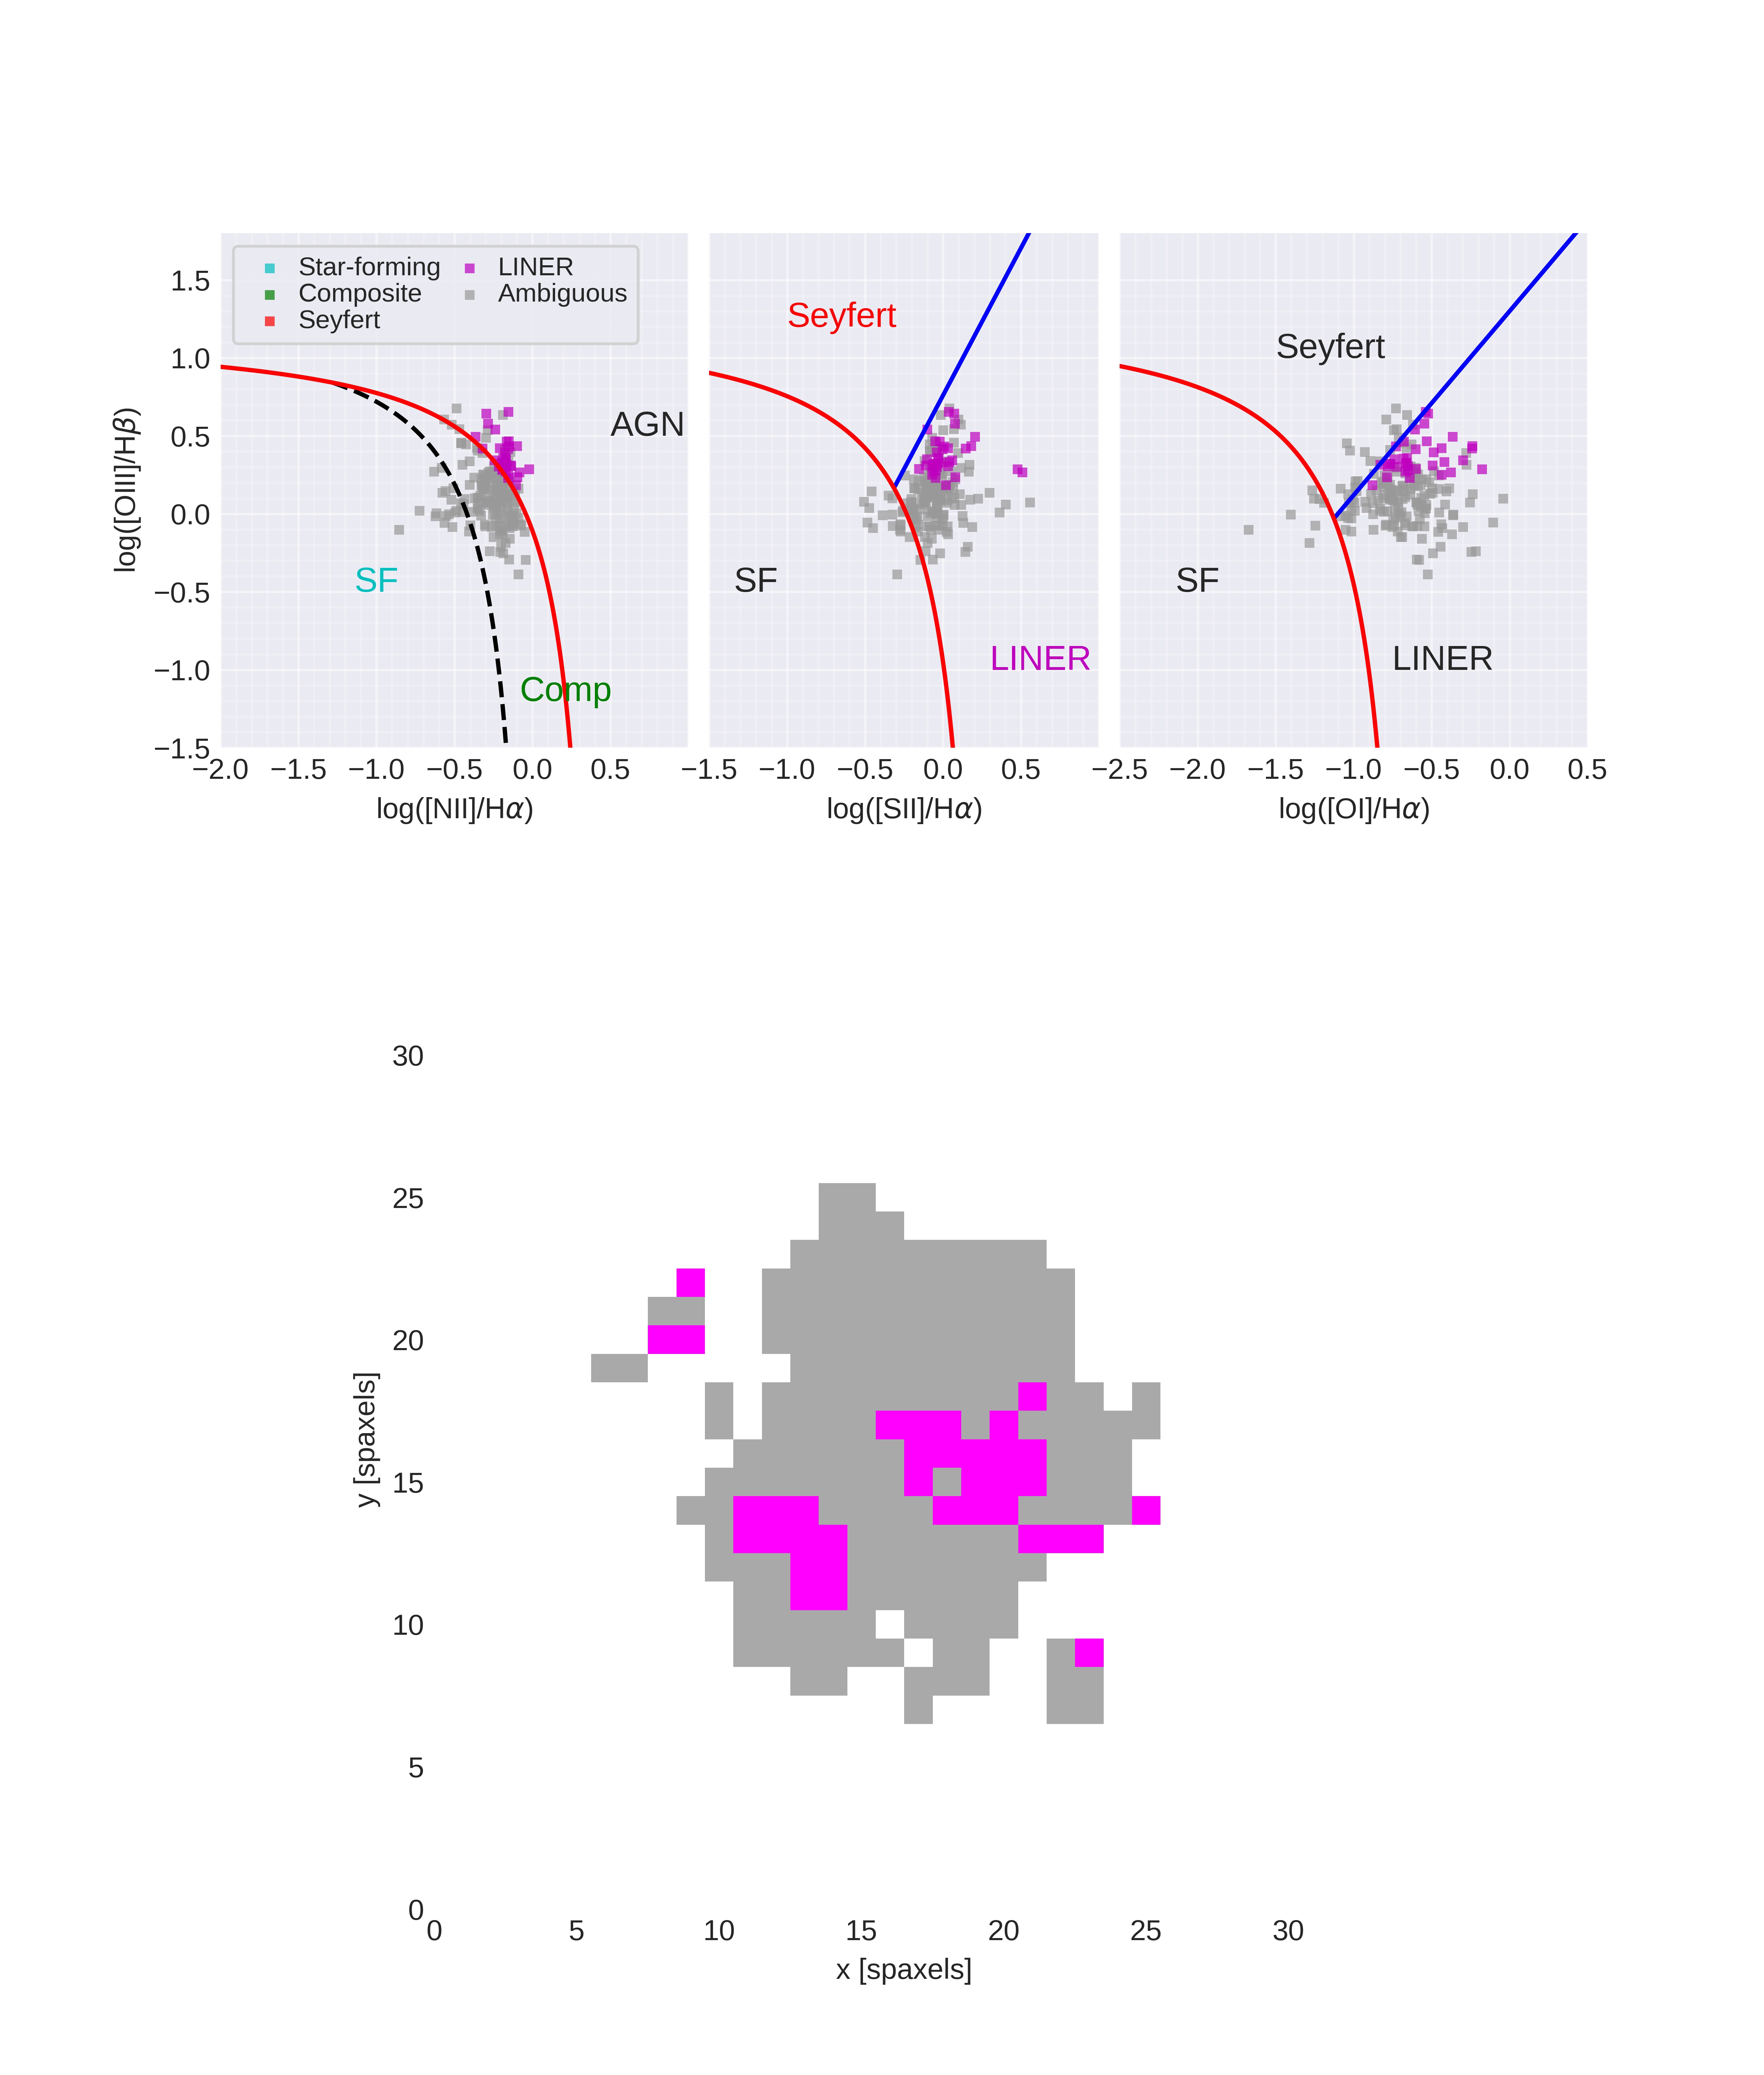 Star-forming LINER
Composite Ambiguous
Seyfert
AGN
SF
Comp
1.5
1.0
0.5
0.0
−0.5
−1.0
−1.5
log([OIII]/Hβ)
−2.0 −1.5 −1.0 −0.5 0.0 0.5
log([NII]/Hα)
Seyfert
SF
LINER
−1.5 −1.0 −0.5 0.0 0.5
log([SII]/Hα)
Seyfert
SF
LINER
−2.5 −2.0 −1.5 −1.0 −0.5 0.0 0.5
log([OI]/Hα)
30
25
20
15
10
5
0
y [spaxels]
0 5 10 15 20 25 30
x [spaxels]